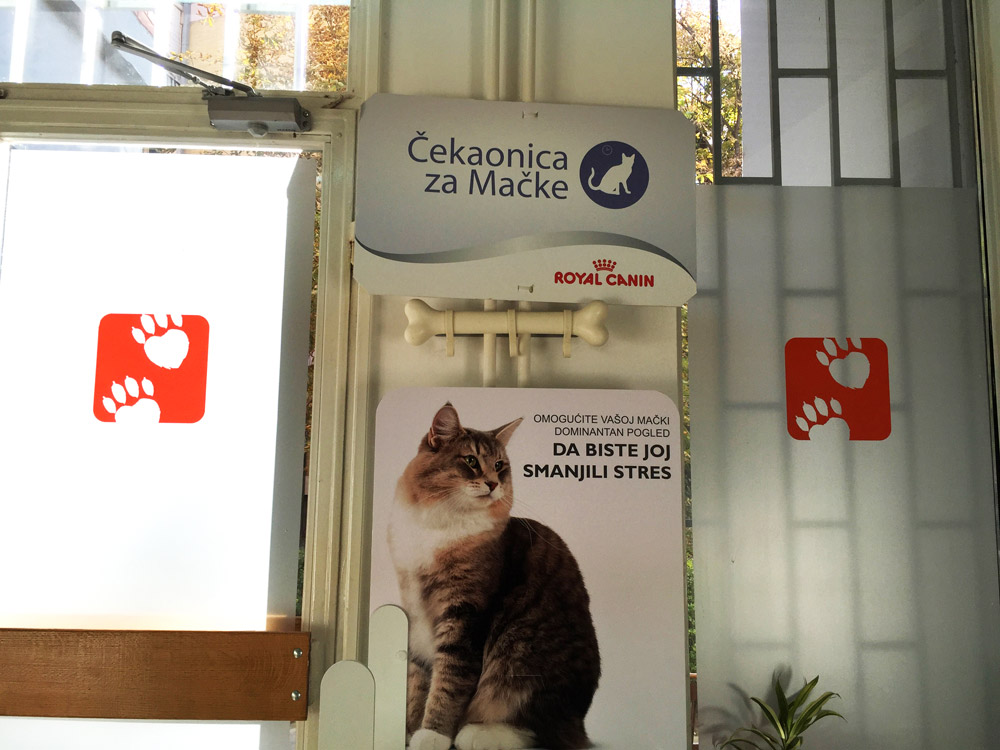 Čekaonica
za Mačke
ROYAL CANIN
OMOGUĆITE VAŠOJ MAČKI
DOMINANTAN POGLED
DA BISTE JOJ
SMANJILI STRES